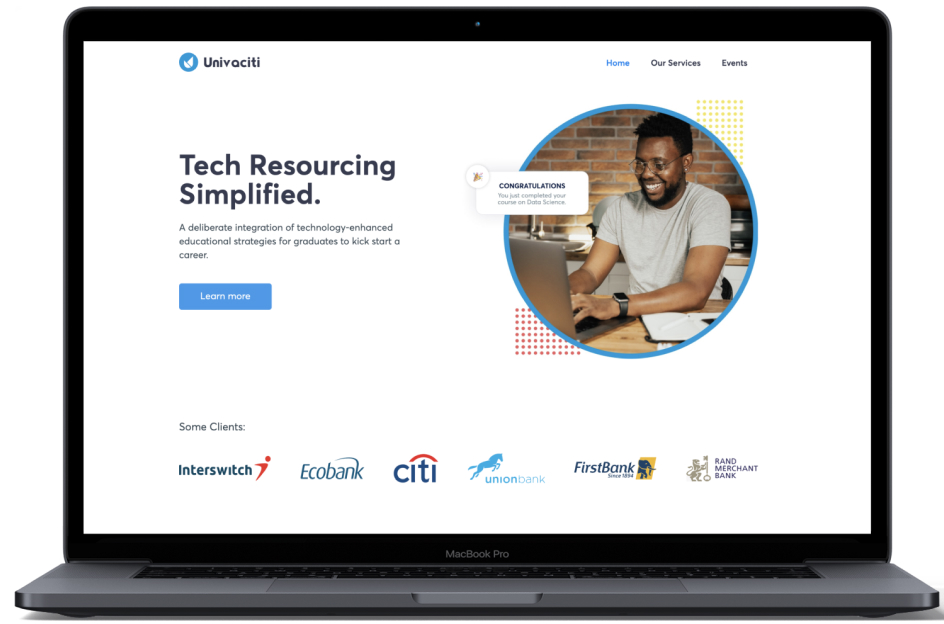 Univaciti
Home Our Services Events
Tech Resourcing
Simplified.
A deliberate integration of technology-enhanced
educational strategies for graduates to kick start a
career.
Learn more
CONGRATULATIONS
You just completed your
course on Data Science.
Some Clients:
Interswitch
Ecobank
citi
unionbank
FirstBank
Since 1894
RAND
MERCHANT
BANK
MacBook Pro